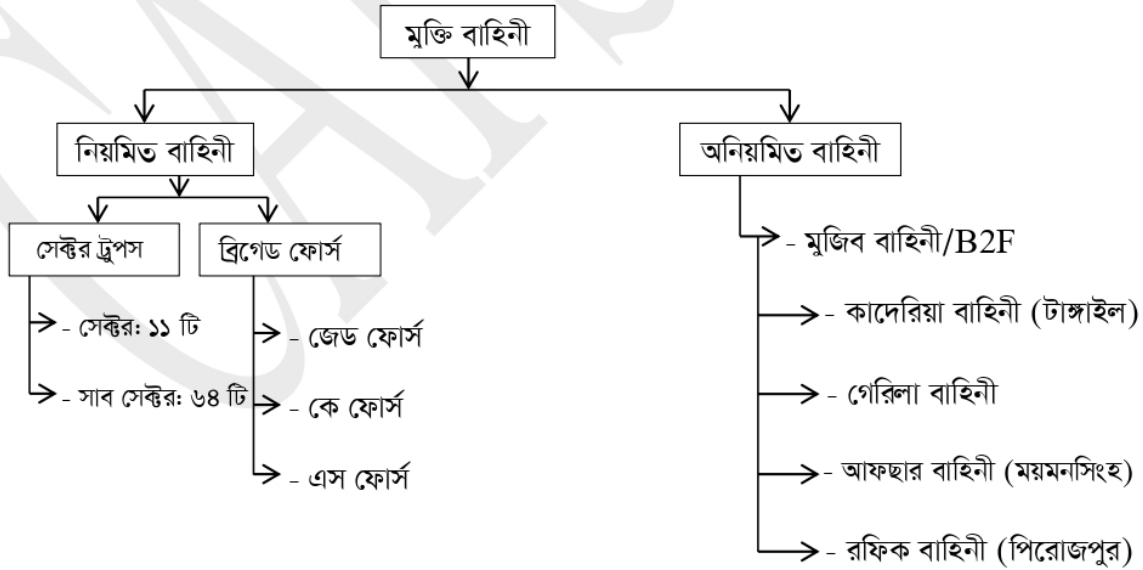 মুক্তি বাহিনী
নিয়মিত বাহিনী
অনিয়মিত বাহিনী
সেক্টর ট্রুপস
ব্রিগেড ফোর্স
- সেক্টর: ১১ টি
- সাব সেক্টর: ৬৪ টি
- জেড ফোর্স
- কে ফোর্স
- এস ফোর্স
- মুজিব বাহিনী/B2F
- কাদেরিয়া বাহিনী (টাঙ্গাইল)
- গেরিলা বাহিনী
- আফছার বাহিনী (ময়মনসিংহ)
- রফিক বাহিনী (পিরোজপুর)